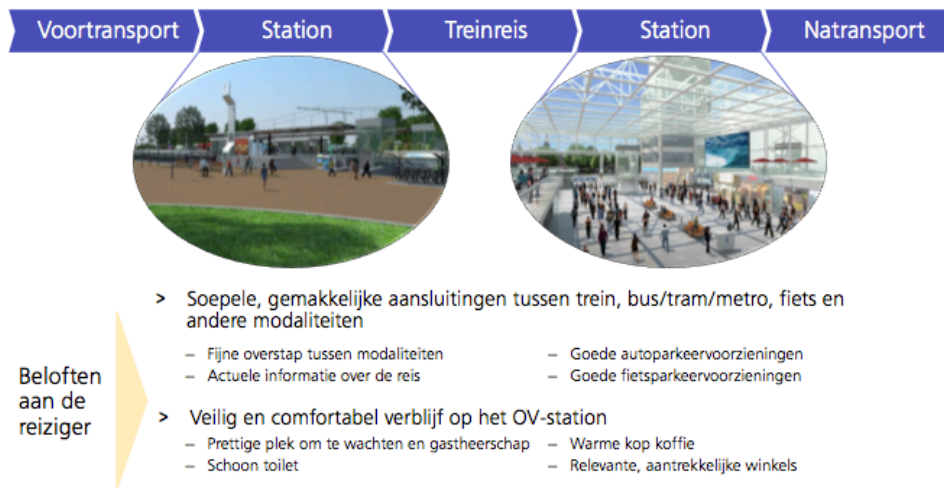 Voortransport
Station
Treinreis
Station
Natransport
> Soepele, gemakkelijke aansluitingen tussen trein, bus/tram/metro, fiets en
andere modaliteiten
– Fijne overstap tussen modaliteiten
– Actuele informatie over de reis
– Goede autoparkeervoorzieningen
– Goede fietsparkeervoorzieningen
Beloften
aan de
reiziger
> Veilig en comfortabel verblijf op het OV-station
– Prettige plek om te wachten en gastheerschap
– Schoon toilet
– Warme kop koffie
– Relevante, aantrekkelijke winkels